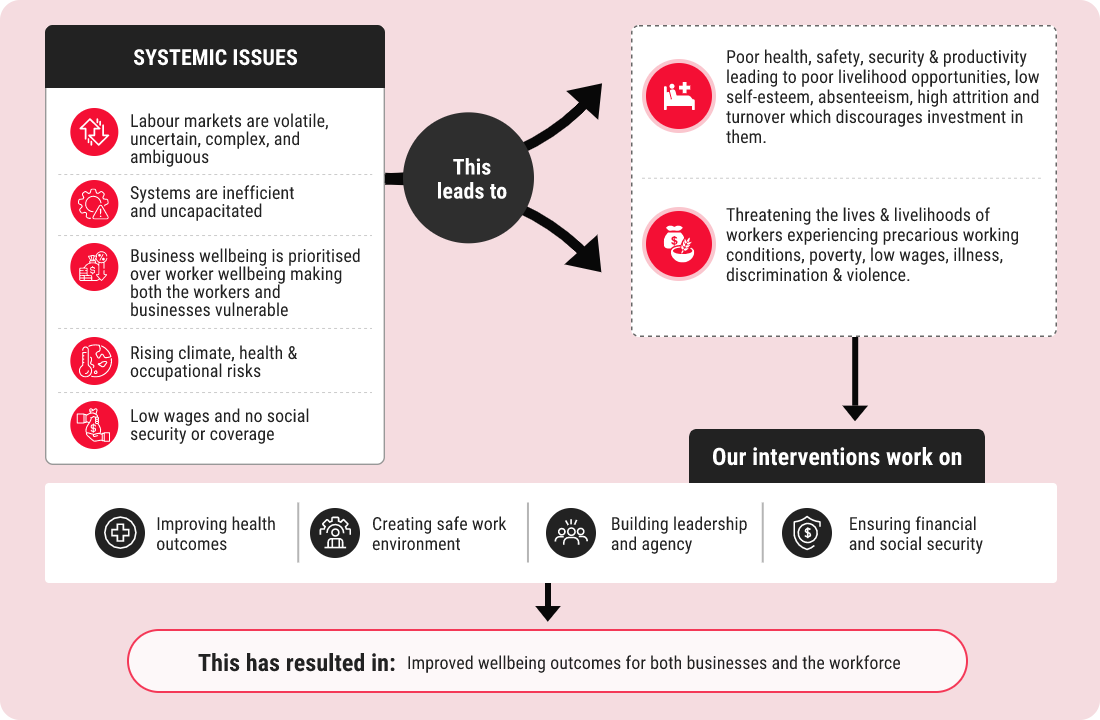 SYSTEMIC ISSUES
Labour markets are volatile,
uncertain, complex, and
ambiguous
Systems are inefficient
and uncapacitated
Business wellbeing is prioritised
over worker wellbeing making
both the workers and
businesses vulnerable
Rising climate, health &
occupational risks
Low wages and no social
security or coverage
This
leads to
Poor health, safety, security & productivity
leading to poor livelihood opportunities, low
self-esteem, absenteeism, high attrition and
turnover which discourages investment in
them.
Threatening the lives & livelihoods of
workers experiencing precarious working
conditions, poverty, low wages, illness,
discrimination & violence.
Our interventions work on
Improving health
outcomes
Creating safe work
environment
Building leadership
and agency
Ensuring financial
and social security
This has resulted in: Improved wellbeing outcomes for both businesses and the workforce